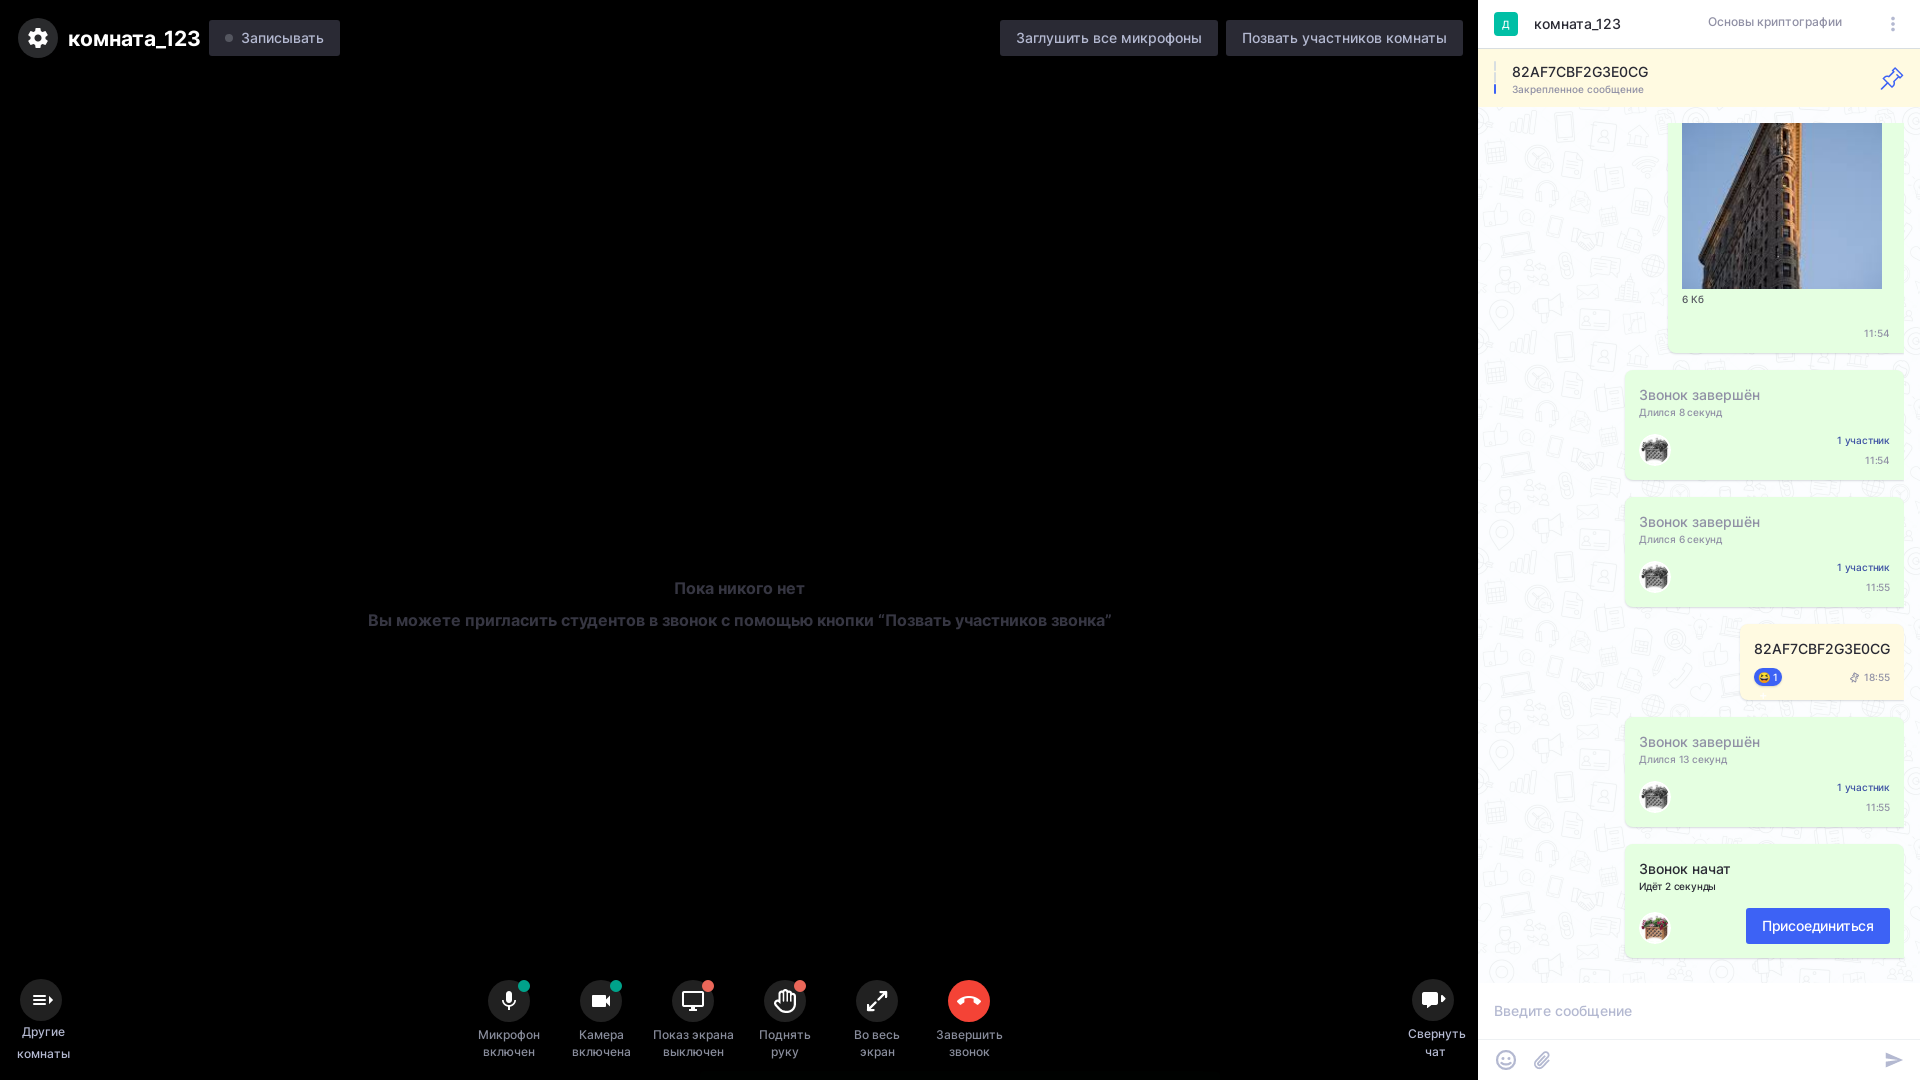 комната_123
Записывать
Заглушить все микрофоны
Позвать участников комнаты
Пока никого нет
Вы можете пригласить студентов в звонок с помощью кнопки “Позвать участников звонка”
Другие
комнаты
Микрофон
включен
Камера
включена
Показ экрана
выключен
Поднять
руку
Во весь
экран
Завершить
звонок
Свернуть
чат
Д
комната_123
Основы криптографии
82AF7CBF2G3E0CG
Закрепленное сообщение
6 Кб
11:54
Звонок завершён
Длился 8 секунд
1 участник
11:54
Звонок завершён
Длился 6 секунд
1 участник
11:55
82AF7CBF2G3E0CG
1
18:55
Звонок завершён
Длился 13 секунд
1 участник
11:55
Звонок начат
Идёт 2 секунды
Присоединиться
Введите сообщение